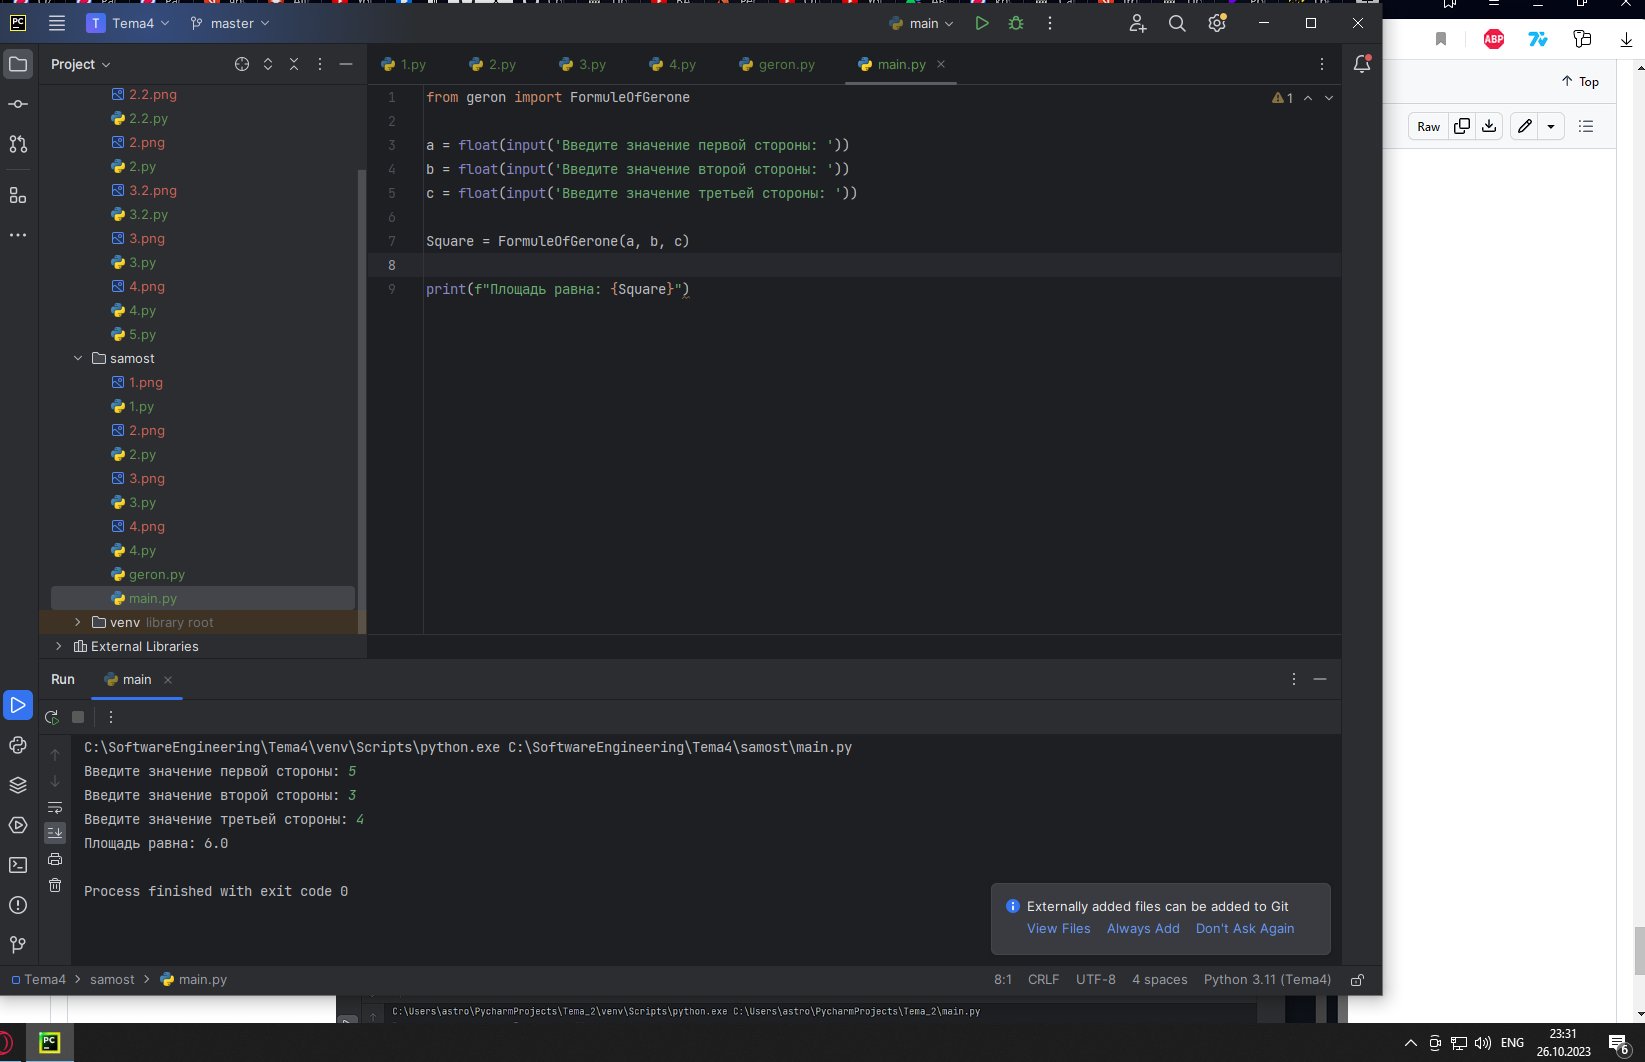 PC
T Tema4
master
main
Project
1.py
2.py
3.py
4.py
geron.py
main.py
ABP
Top
Raw
2.2.png
2.2.py
2.png
2.py
3.2.png
3.2.py
3.png
3.py
4.png
4.py
5.py
samost
1.png
1.py
2.png
2.py
3.png
3.py
4.png
4.py
geron.py
main.py
venv library root
External Libraries
1 from geron import FormuleOfGerone
1
2
3 a = float(input('Введите значение первой стороны: '))
4 b = float(input('Введите значение второй стороны: '))
5 c = float(input('Введите значение третьей стороны: '))
6
7 Square = FormuleOfGerone(a, b, c)
8
9 print(f"Площадь равна: {Square}")
Run
main
C:\SoftwareEngineering\Tema4\venv\Scripts\python.exe C:\SoftwareEngineering\Tema4\samost\main.py
Введите значение первой стороны: 5
Введите значение второй стороны: 3
Введите значение третьей стороны: 4
Площадь равна: 6.0
Process finished with exit code 0
Externally added files can be added to Git
View Files Always Add Don't Ask Again
Tema4 samost main.py
8:1 CRLF UTF-8 4 spaces Python 3.11 (Tema4)
C:\Users\astro\PycharmProjects\Tema_2\venv\Scripts\python.exe C:\Users\astro\PycharmProjects\Tema_2\main.py
PC
ENG
23:31
26.10.2023
6